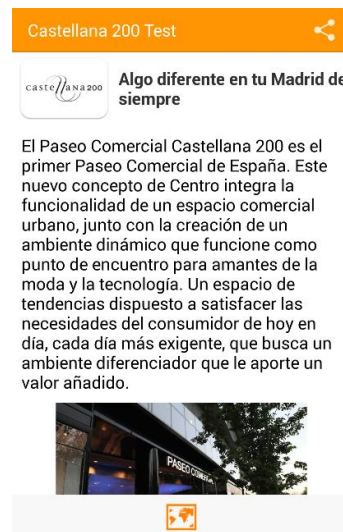 Castellana 200 Test
castellana200
Algo diferente en tu Madrid de
siempre
El Paseo Comercial Castellana 200 es el
primer Paseo Comercial de España. Este
nuevo concepto de Centro integra la
funcionalidad de un espacio comercial
urbano, junto con la creación de un
ambiente dinámico que funcione como
punto de encuentro para amantes de la
moda y la tecnología. Un espacio de
tendencias dispuesto a satisfacer las
necesidades del consumidor de hoy en
día, cada día más exigente, que busca un
ambiente diferenciador que le aporte un
valor añadido.
PASEO